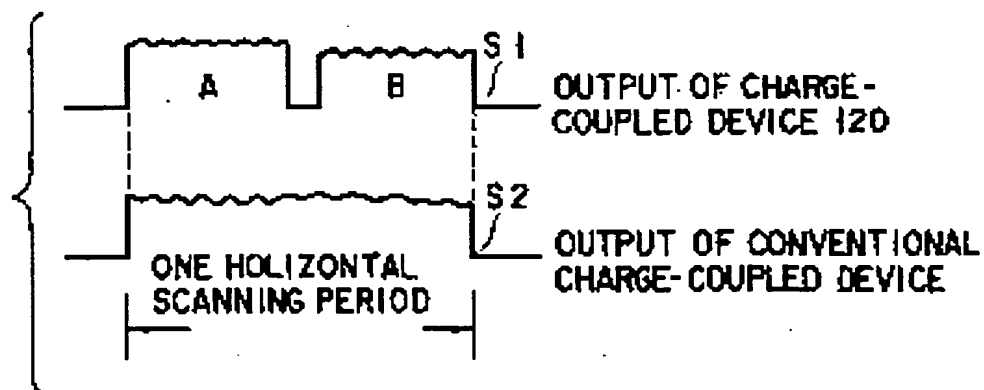 S1
A
B
OUTPUT OF CHARGE-
COUPLED DEVICE 120
S2
OUTPUT OF CONVENTIONAL
CHARGE-COUPLED DEVICE
ONE HOLIZONTAL
SCANNING PERIOD